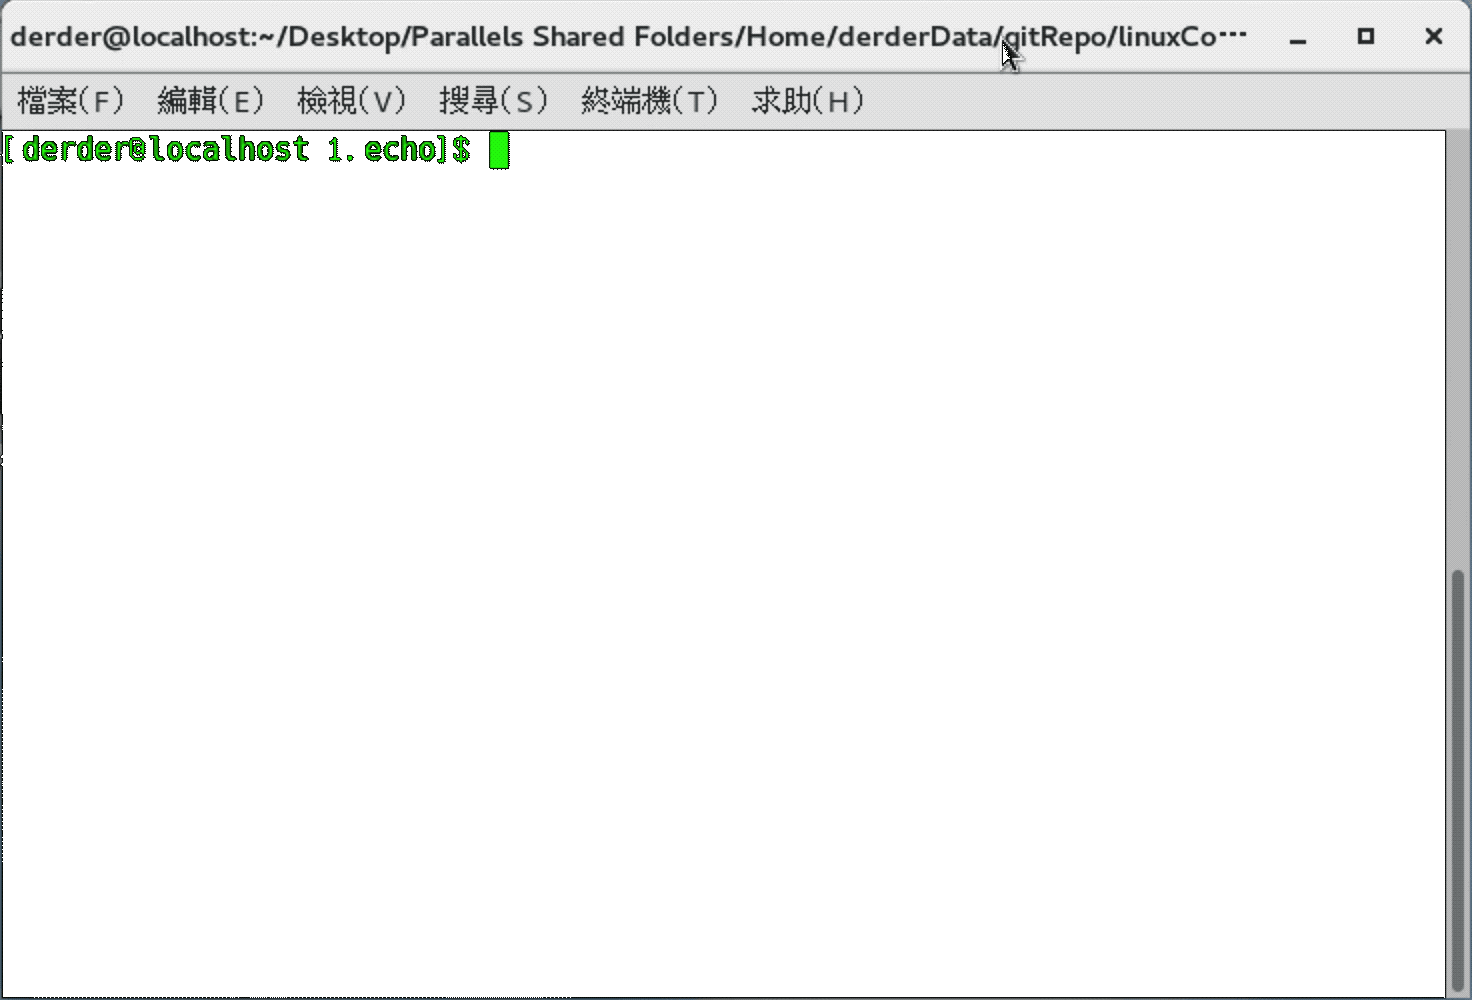 derder@localhost:~/Desktop/Parallels Shared Folders/Home/derderData/gitRepo/linuxCo…
檔案(F) 編輯(E) 檢視(V) 搜尋(S) 終端機(T) 求助(H)
[derder@localhost 1.echo]$